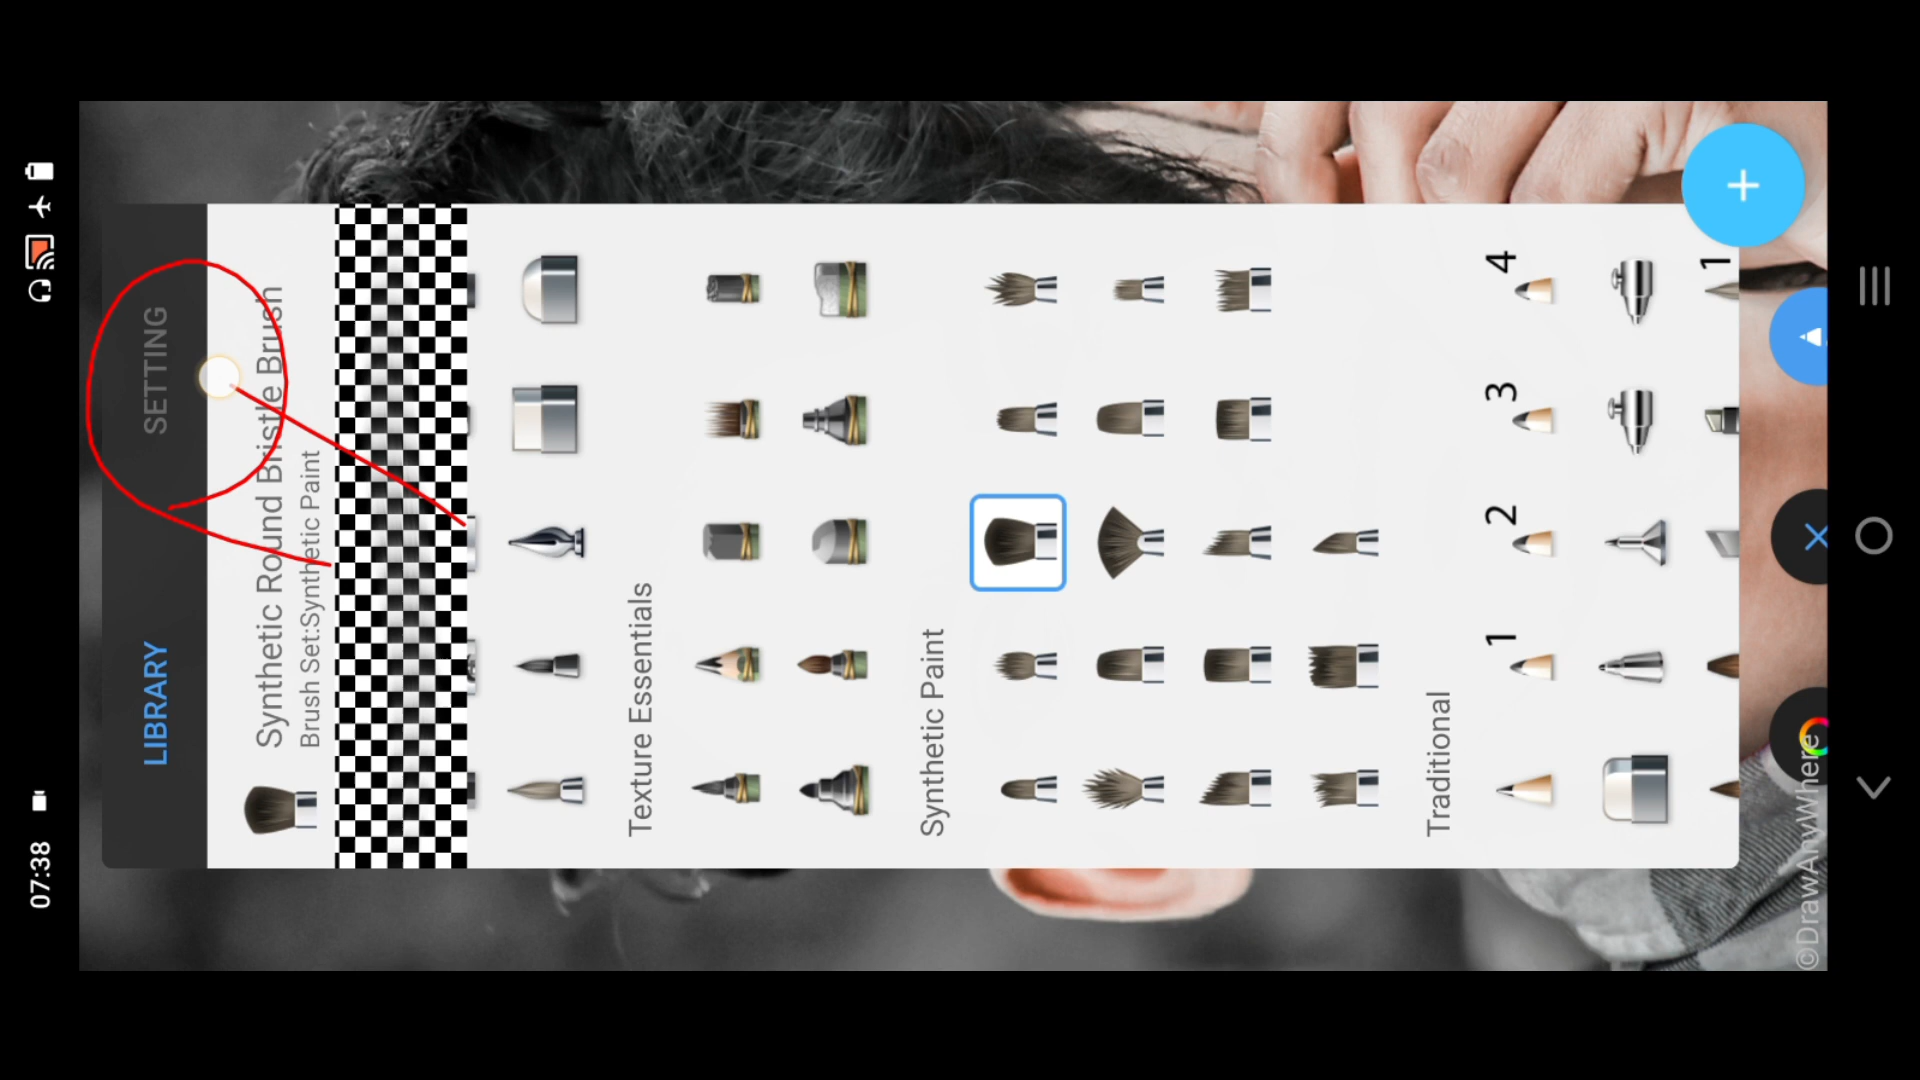 07:38
LIBRARY SETTING
Synthetic Round Bristle Brush
Brush Set:Synthetic Paint
Texture Essentials
Synthetic Paint
Traditional
1 2 3 4
1
©DrawAnyWhere